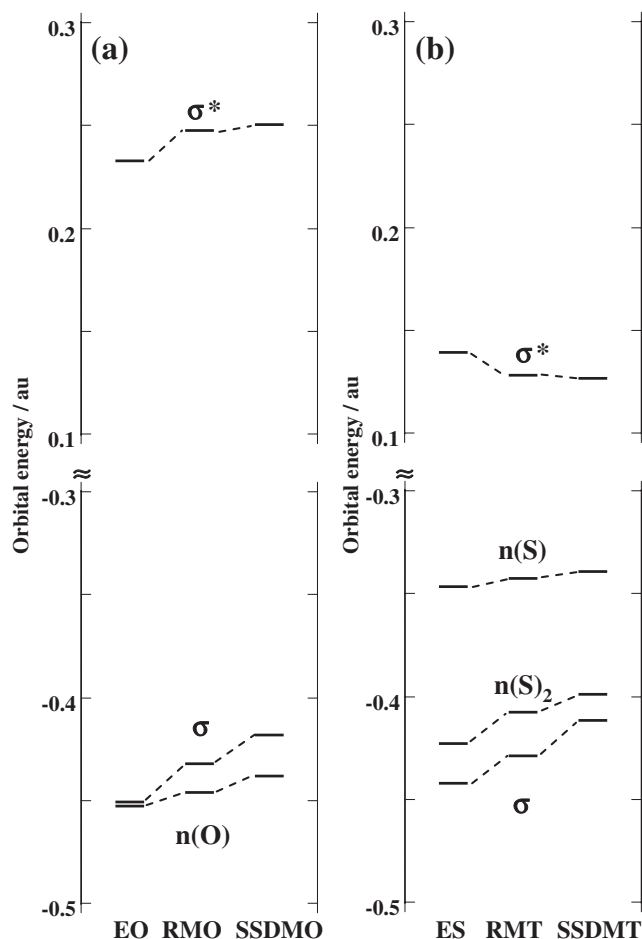 (a)
0.3
σ*
0.2
0.1
Orbital energy / au
≈
-0.3
-0.4
σ
n(O)
-0.5
EO RMO SSDMO
(b)
0.3
0.2
σ*
0.1
Orbital energy / au
≈
-0.3
n(S)
-0.4
n(S)₂
σ
-0.5
ES RMT SSDMT